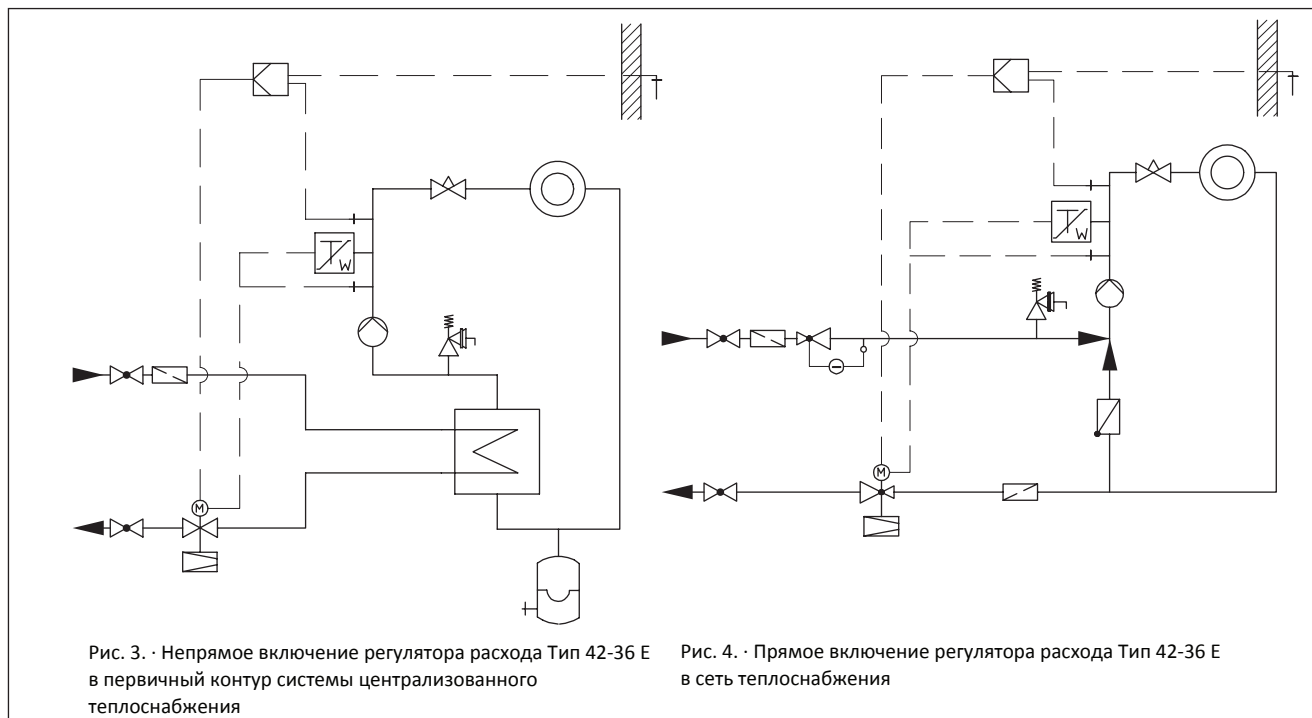 W
M
Рис. 3. · Непрямое включение регулятора расхода Тип 42-36 E
в первичный контур системы централизованного
теплоснабжения
W
M
Рис. 4. · Прямое включение регулятора расхода Тип 42-36 E
в сеть теплоснабжения